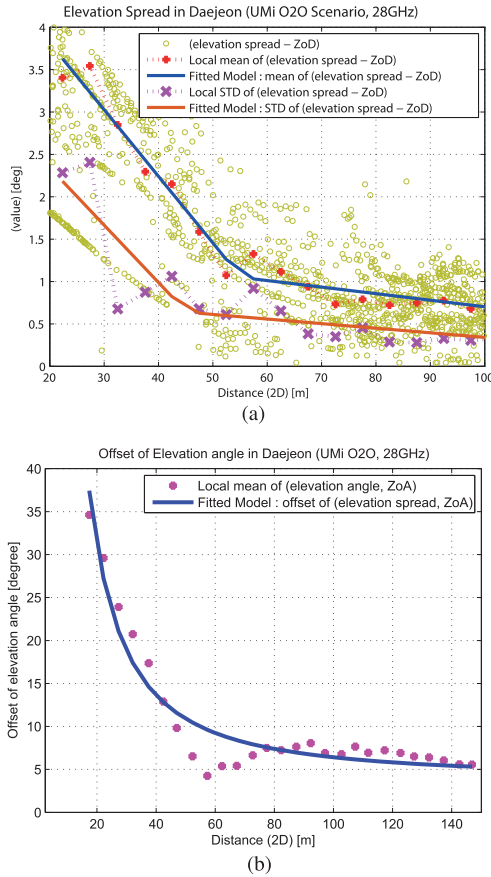 Elevation Spread in Daejeon (UMi O2O Scenario, 28GHz)
4
3.5
3
2.5
2
1.5
1
0.5
0
(value) [deg]
(elevation spread – ZoD)
Local mean of (elevation spread – ZoD)
Fitted Model : mean of (elevation spread – ZoD)
Local STD of (elevation spread – ZoD)
Fitted Model : STD of (elevation spread – ZoD)
20 30 40 50 60 70 80 90 100
Distance (2D) [m]
(a)
Offset of Elevation angle in Daejeon (UMi O2O, 28GHz)
40
35
30
25
20
15
10
5
0
Offset of elevation angle [degree]
Local mean of (elevation angle, ZoA)
Fitted Model : offset of (elevation spread, ZoA)
20 40 60 80 100 120 140
Distance (2D) [m]
(b)